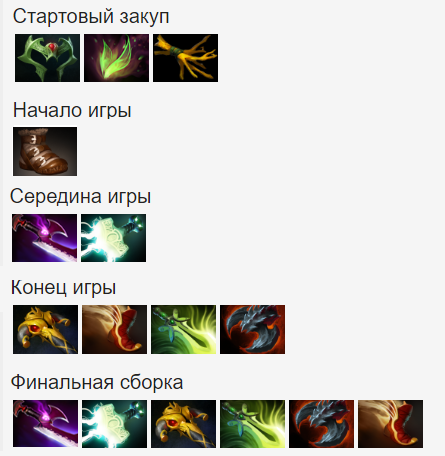 Стартовый закуп
Начало игры
Середина игры
Конец игры
Финальная сборка